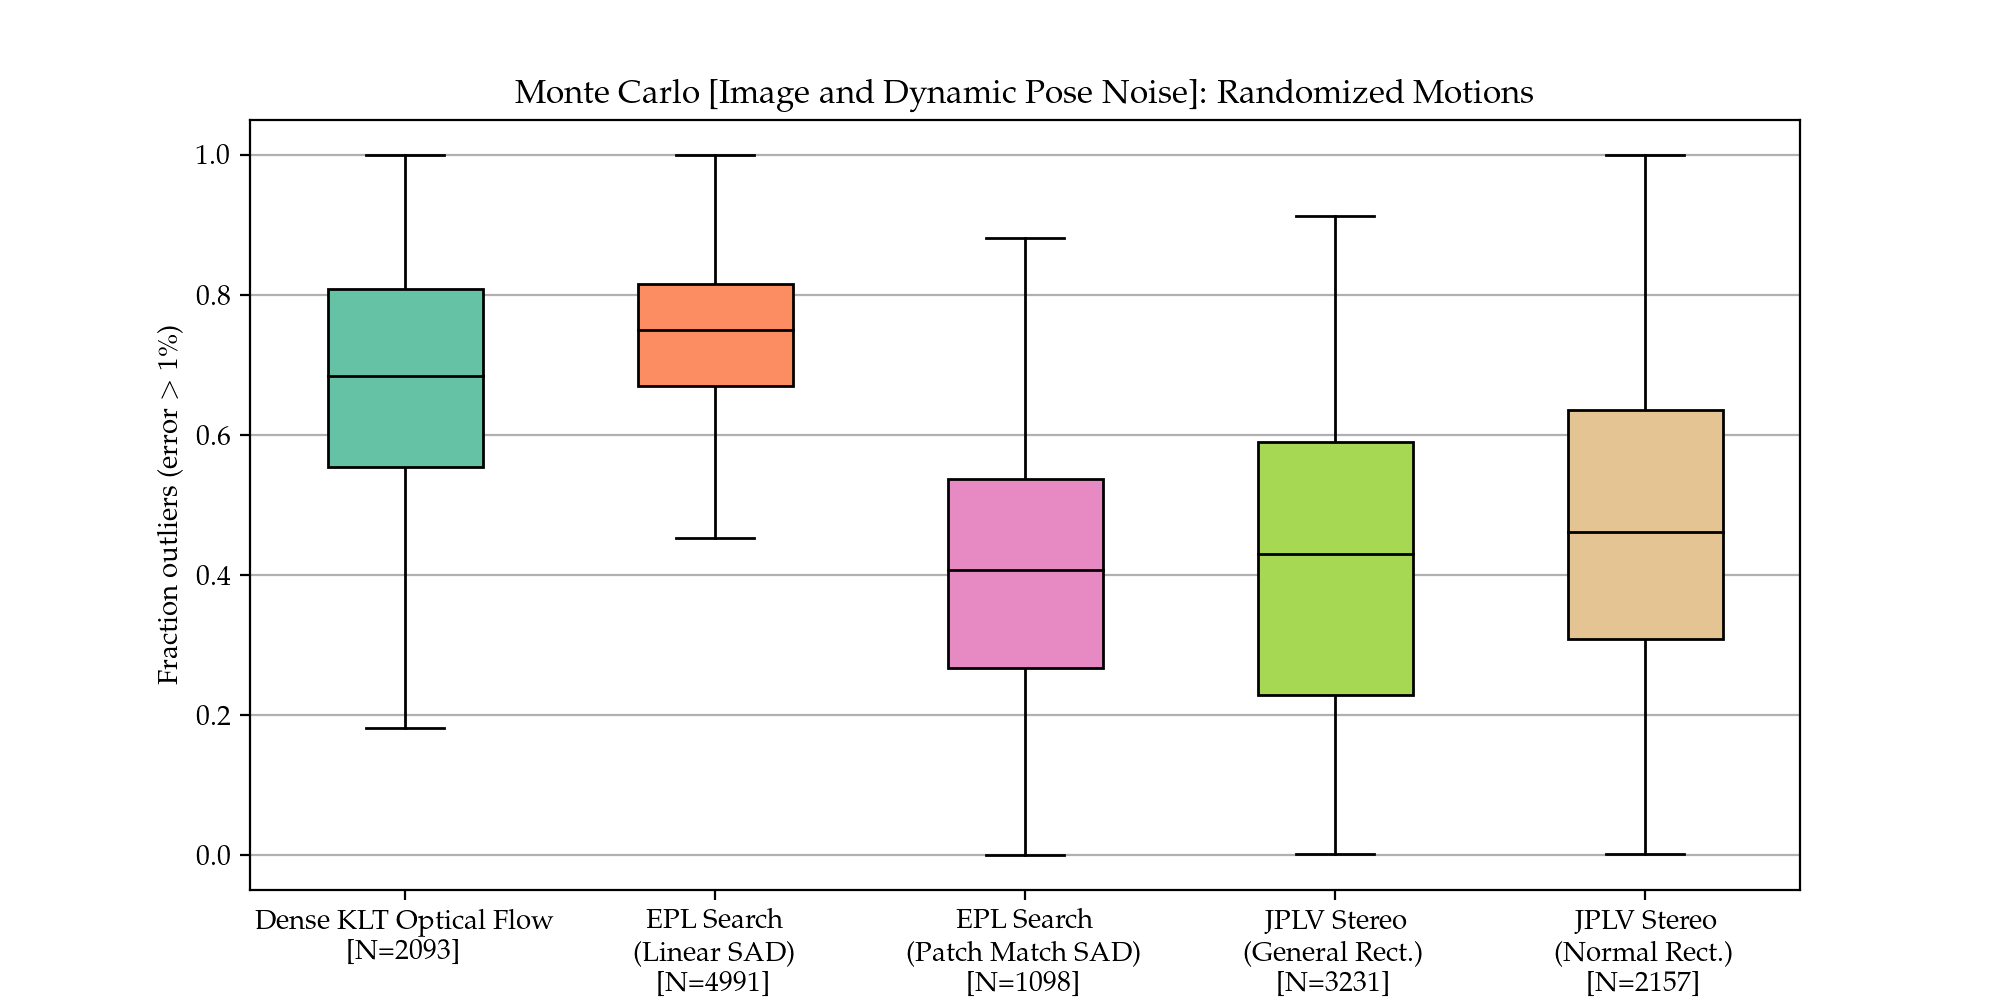 Monte Carlo [Image and Dynamic Pose Noise]: Randomized Motions
Fraction outliers (error > 1%)
1.0
0.8
0.6
0.4
0.2
0.0
Dense KLT Optical Flow
[N=2093]
EPL Search
(Linear SAD)
[N=4991]
EPL Search
(Patch Match SAD)
[N=1098]
JPLV Stereo
(General Rect.)
[N=3231]
JPLV Stereo
(Normal Rect.)
[N=2157]